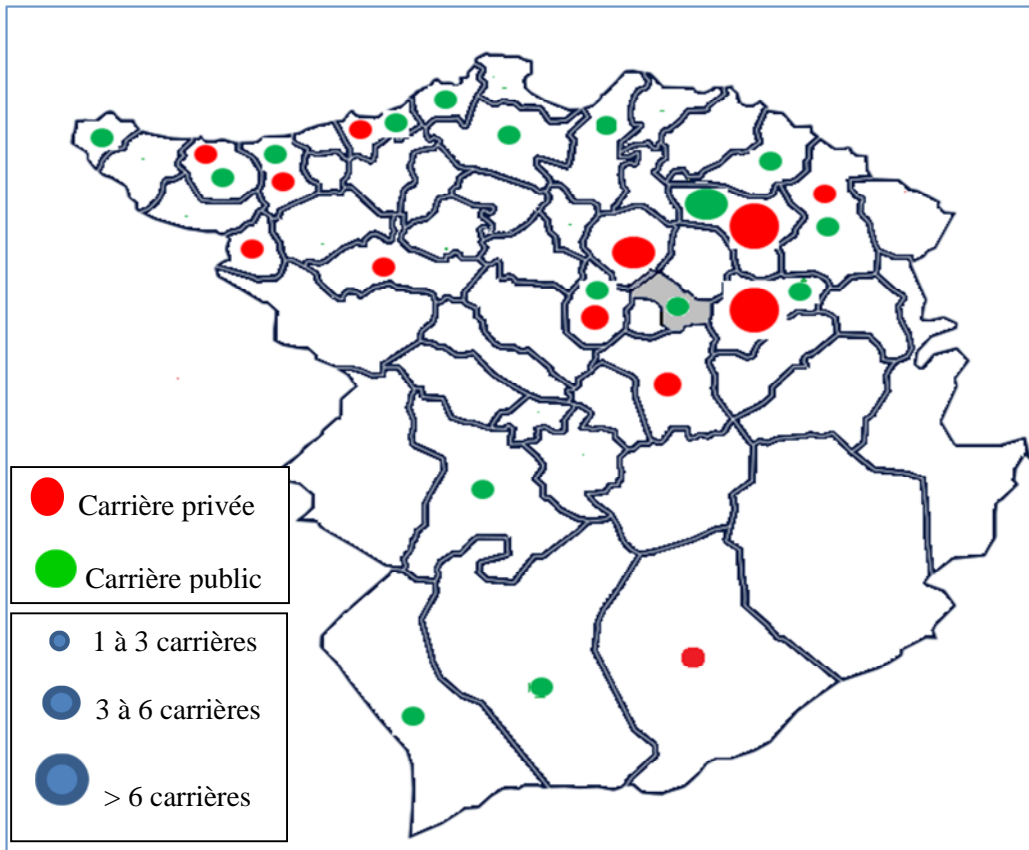 Carrière privée
Carrière public
1 à 3 carrières
3 à 6 carrières
> 6 carrières